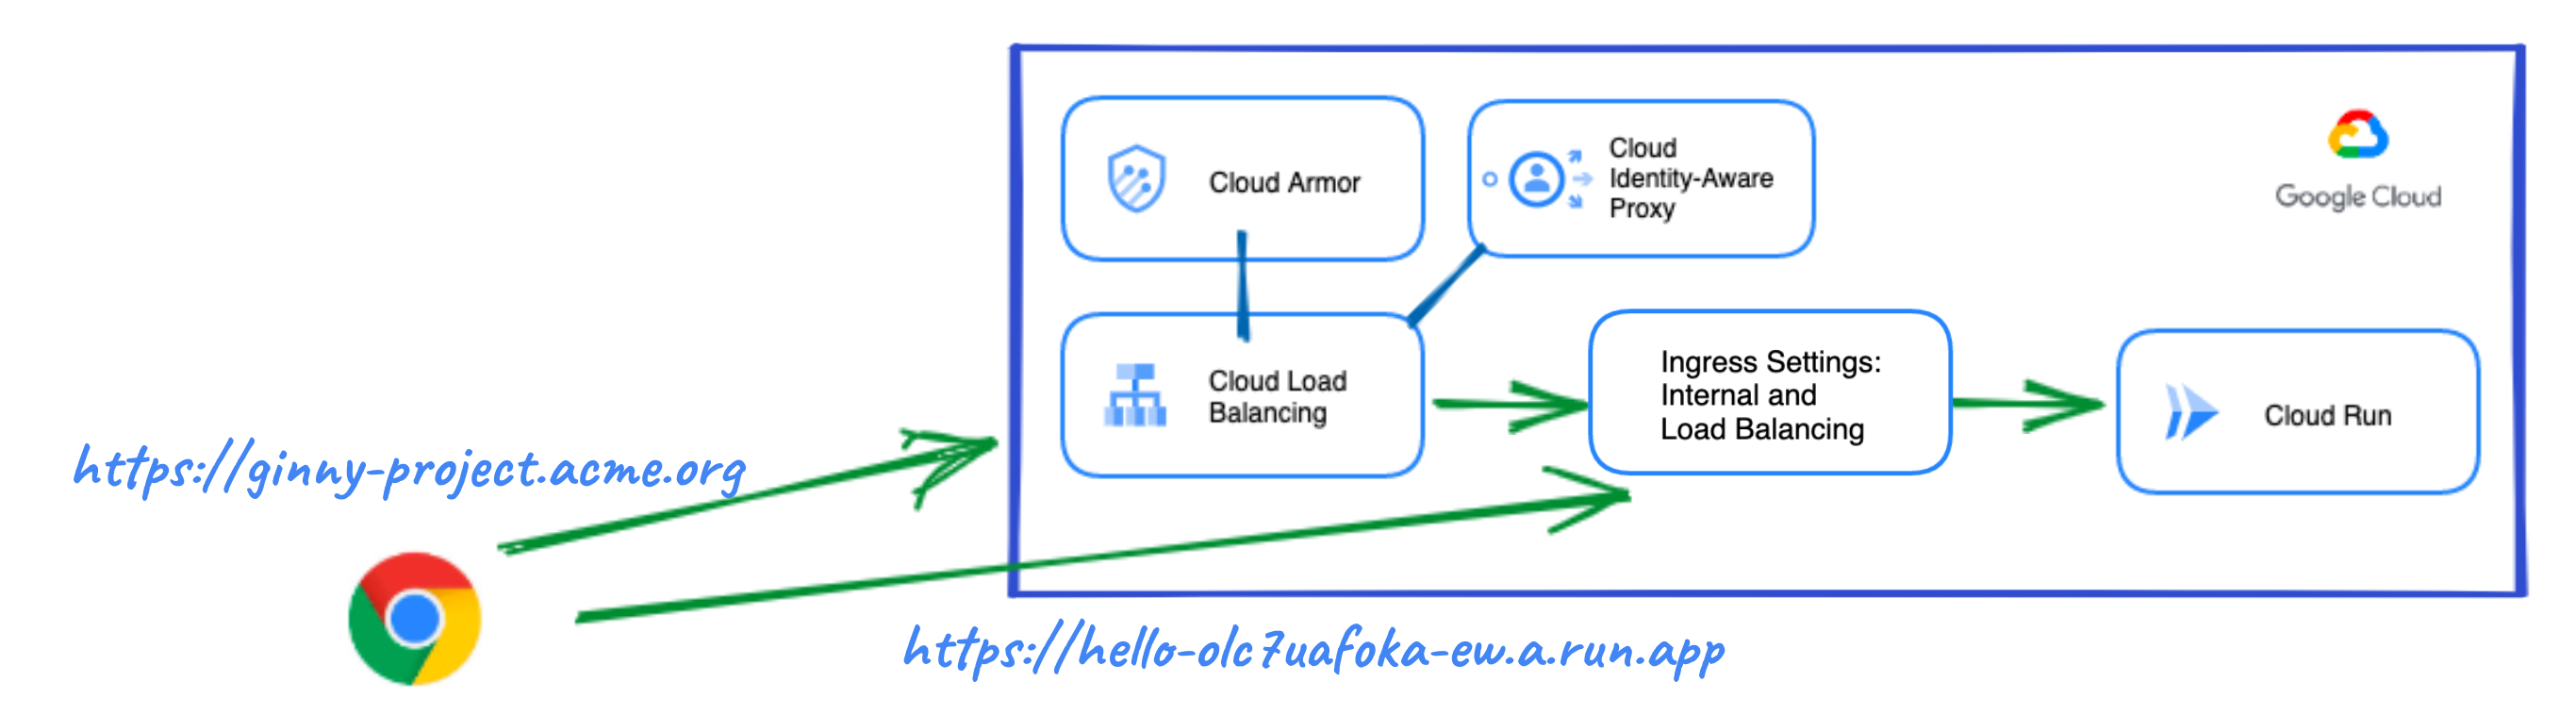 Cloud Armor
Cloud
Identity-Aware
Proxy
Google Cloud
Cloud Load
Balancing
Ingress Settings:
Internal and
Load Balancing
Cloud Run
https://ginny-project.acme.org
https://hello-olc7uafoka-ew.a.run.app